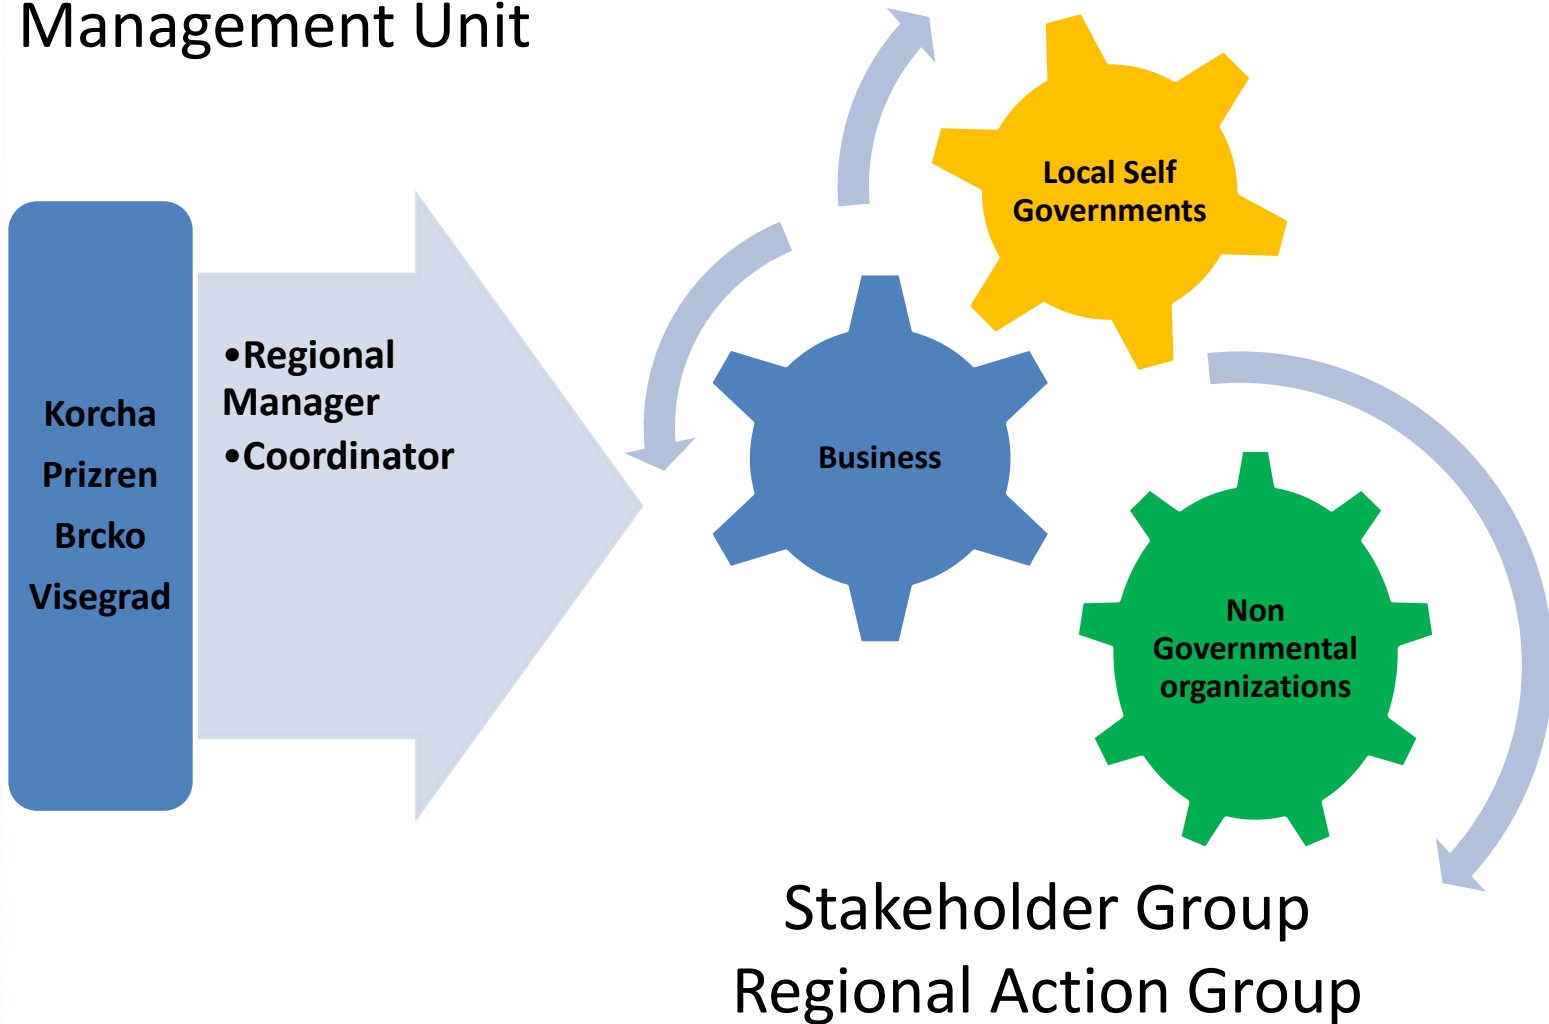 Management Unit
Korcha
Prizren
Brcko
Visegrad
•Regional
Manager
•Coordinator
Local Self
Governments
Business
Non
Governmental
organizations
Stakeholder Group
Regional Action Group